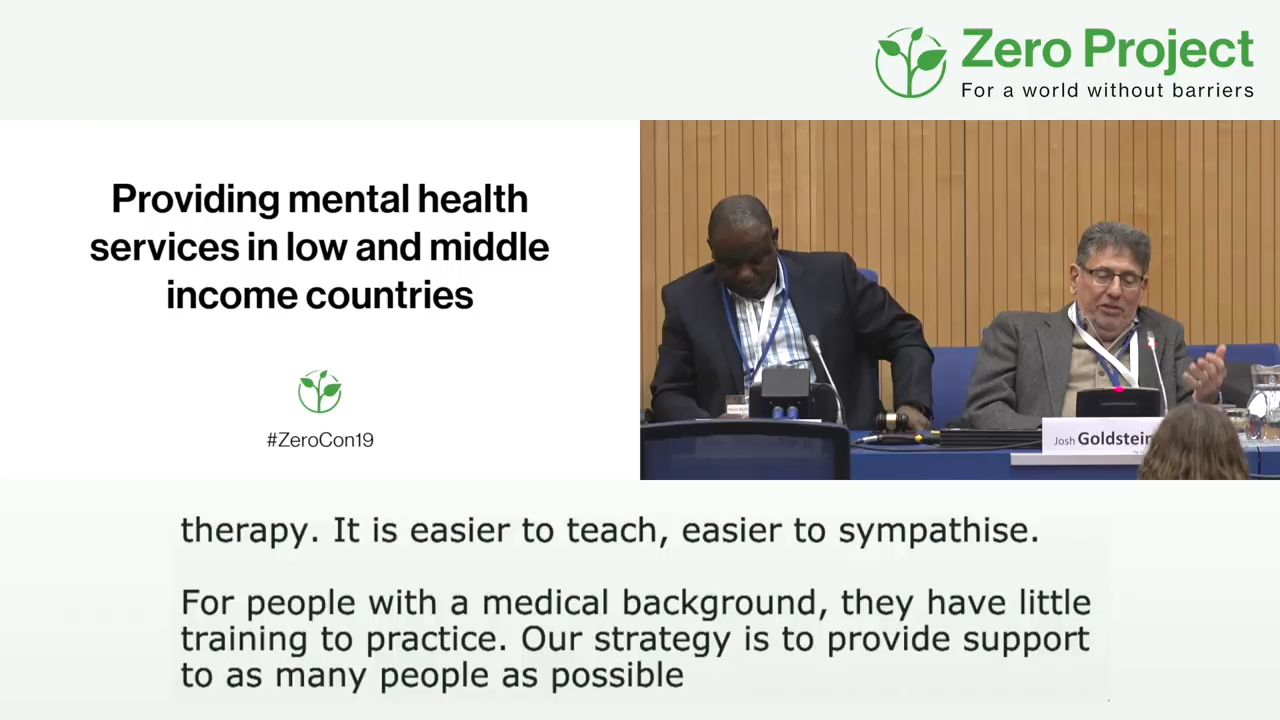 Zero Project
For a world without barriers
Providing mental health
services in low and middle
income countries
#ZeroCon19
Josh Goldstein
therapy. It is easier to teach, easier to sympathise.
For people with a medical background, they have little
training to practice. Our strategy is to provide support
to as many people as possible